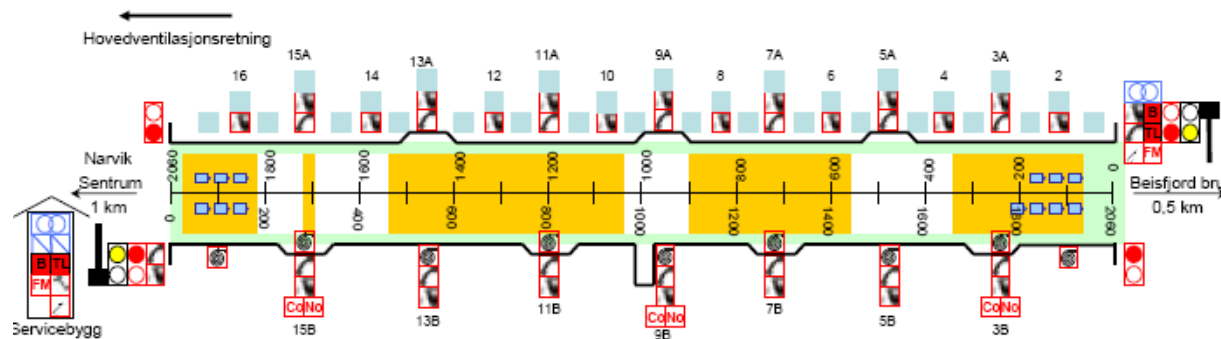 Hovedventilasjonsretning
15A
13A
11A
9A
7A
5A
3A
16
14
12
10
8
6
4
2
B
TL
FM
Narvik
Sentrum
1 km
2060
1800
1600
1400
1200
1000
800
600
400
200
0
Beisfjord bru
0,5 km
0
200
400
600
800
1000
1200
1400
1600
1800
2060
B
TL
FM
Servicebygg
Co No
15B
13B
11B
Co No
9B
7B
5B
Co No
3B